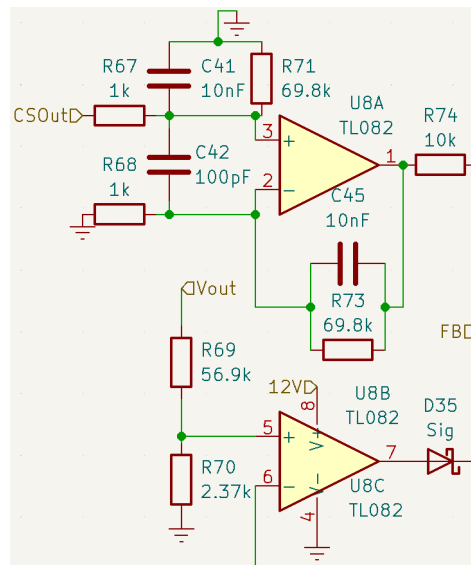 R67
1k
C41
10nF
R71
69.8k
CSOut
U8A
TL082
R74
10k
3
+
1
2
−
R68
1k
C42
100pF
C45
10nF
R73
69.8k
Vout
R69
56.9k
FB
12V
8
U8B
TL082
D35
Sig
5
+
V+
7
6
−
V-
R70
2.37k
U8C
TL082
4